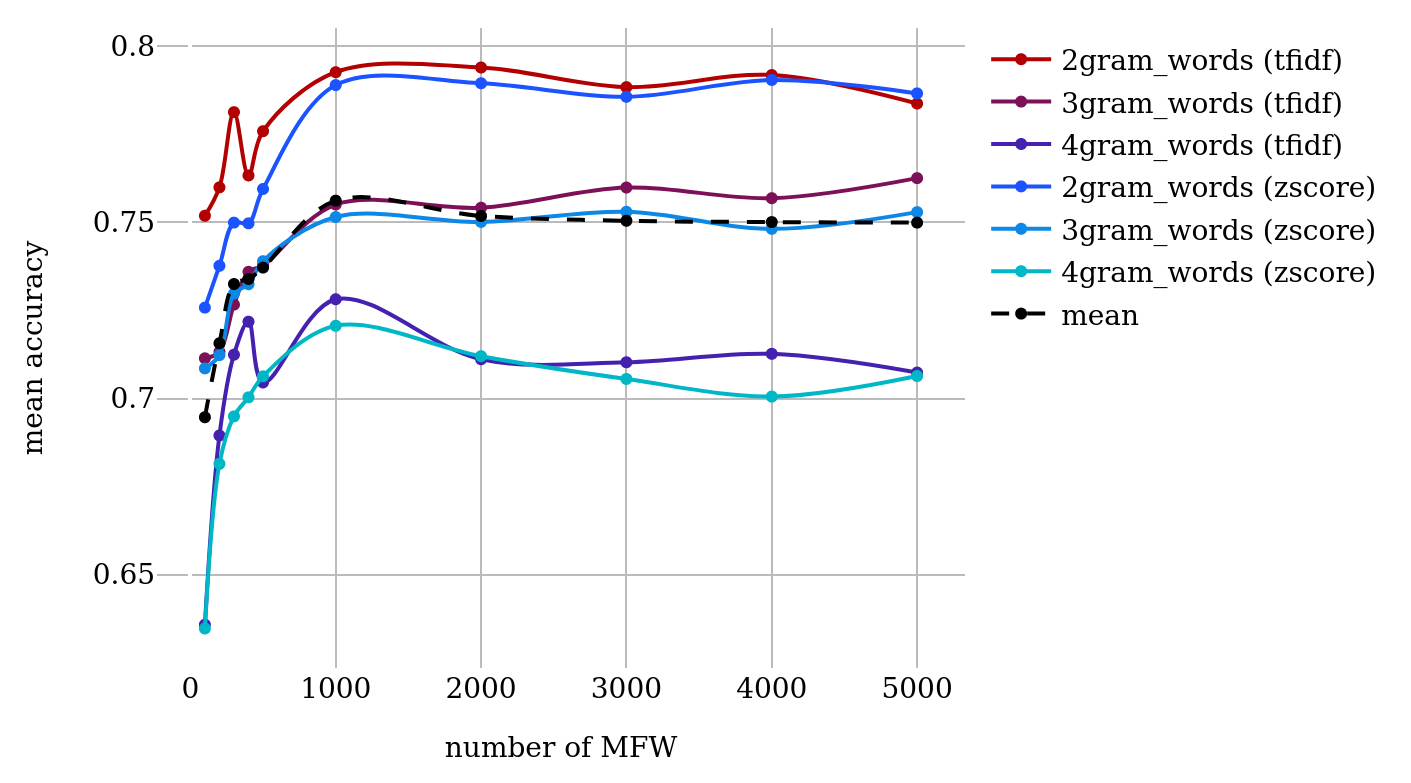 0.8
0.75
0.7
0.65
mean accuracy
0 1000 2000 3000 4000 5000
number of MFW
2gram_words (tfidf)
3gram_words (tfidf)
4gram_words (tfidf)
2gram_words (zscore)
3gram_words (zscore)
4gram_words (zscore)
mean